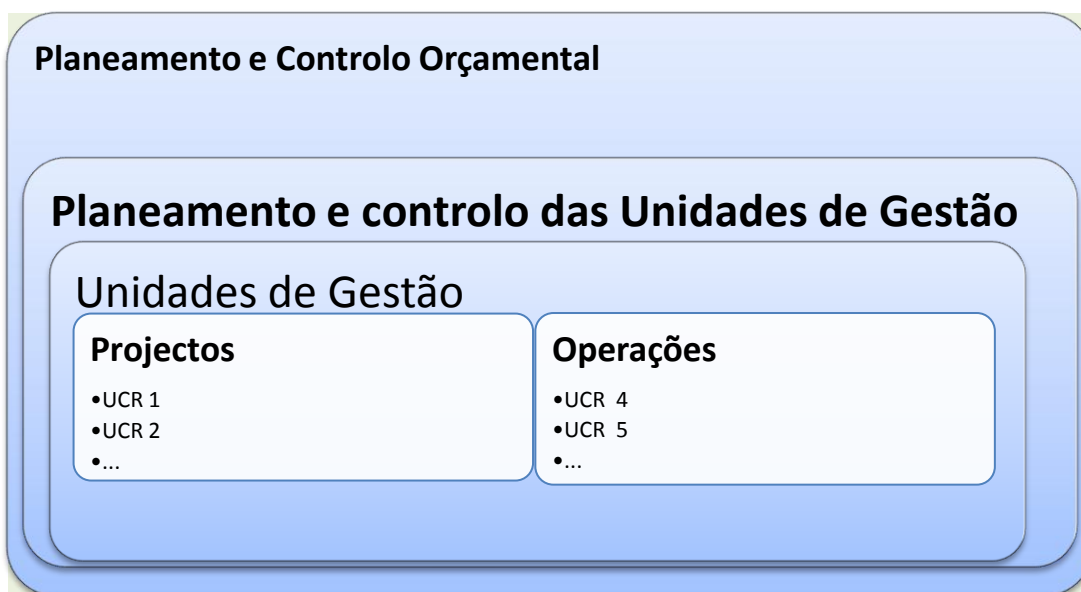 Planeamento e Controlo Orçamental
Planeamento e controlo das Unidades de Gestão
Unidades de Gestão
Projectos
•UCR 1
•UCR 2
•...
Operações
•UCR 4
•UCR 5
•...